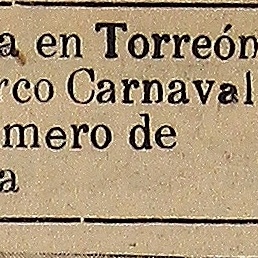 a en Torreón
rco Carnaval
mero de
a